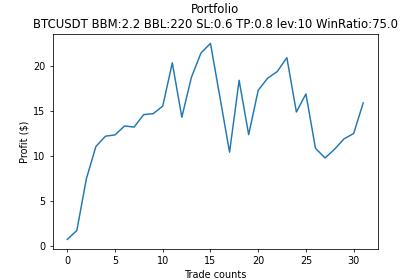 Portfolio
BTCUSDT BBM:2.2 BBL:220 SL:0.6 TP:0.8 lev:10 WinRatio:75.0
Profit ($)
20
15
10
5
0
0 5 10 15 20 25 30
Trade counts